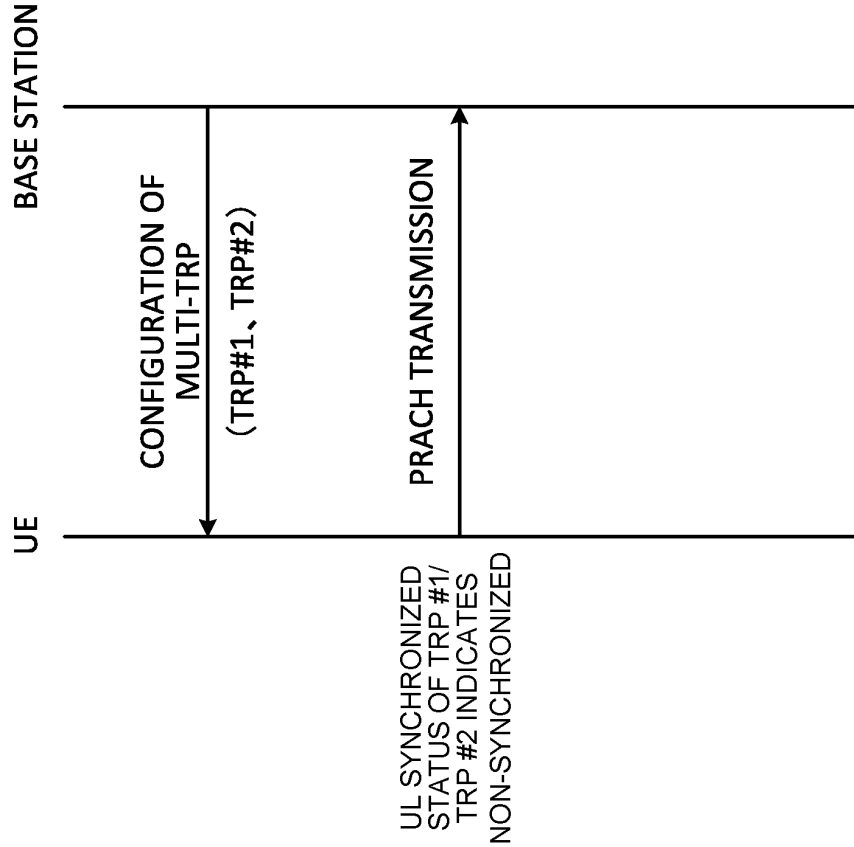 UE
BASE STATION
CONFIGURATION OF
MULTI-TRP
(TRP#1、TRP#2)
UL SYNCHRONIZED
STATUS OF TRP #1/
TRP #2 INDICATES
NON-SYNCHRONIZED
PRACH TRANSMISSION